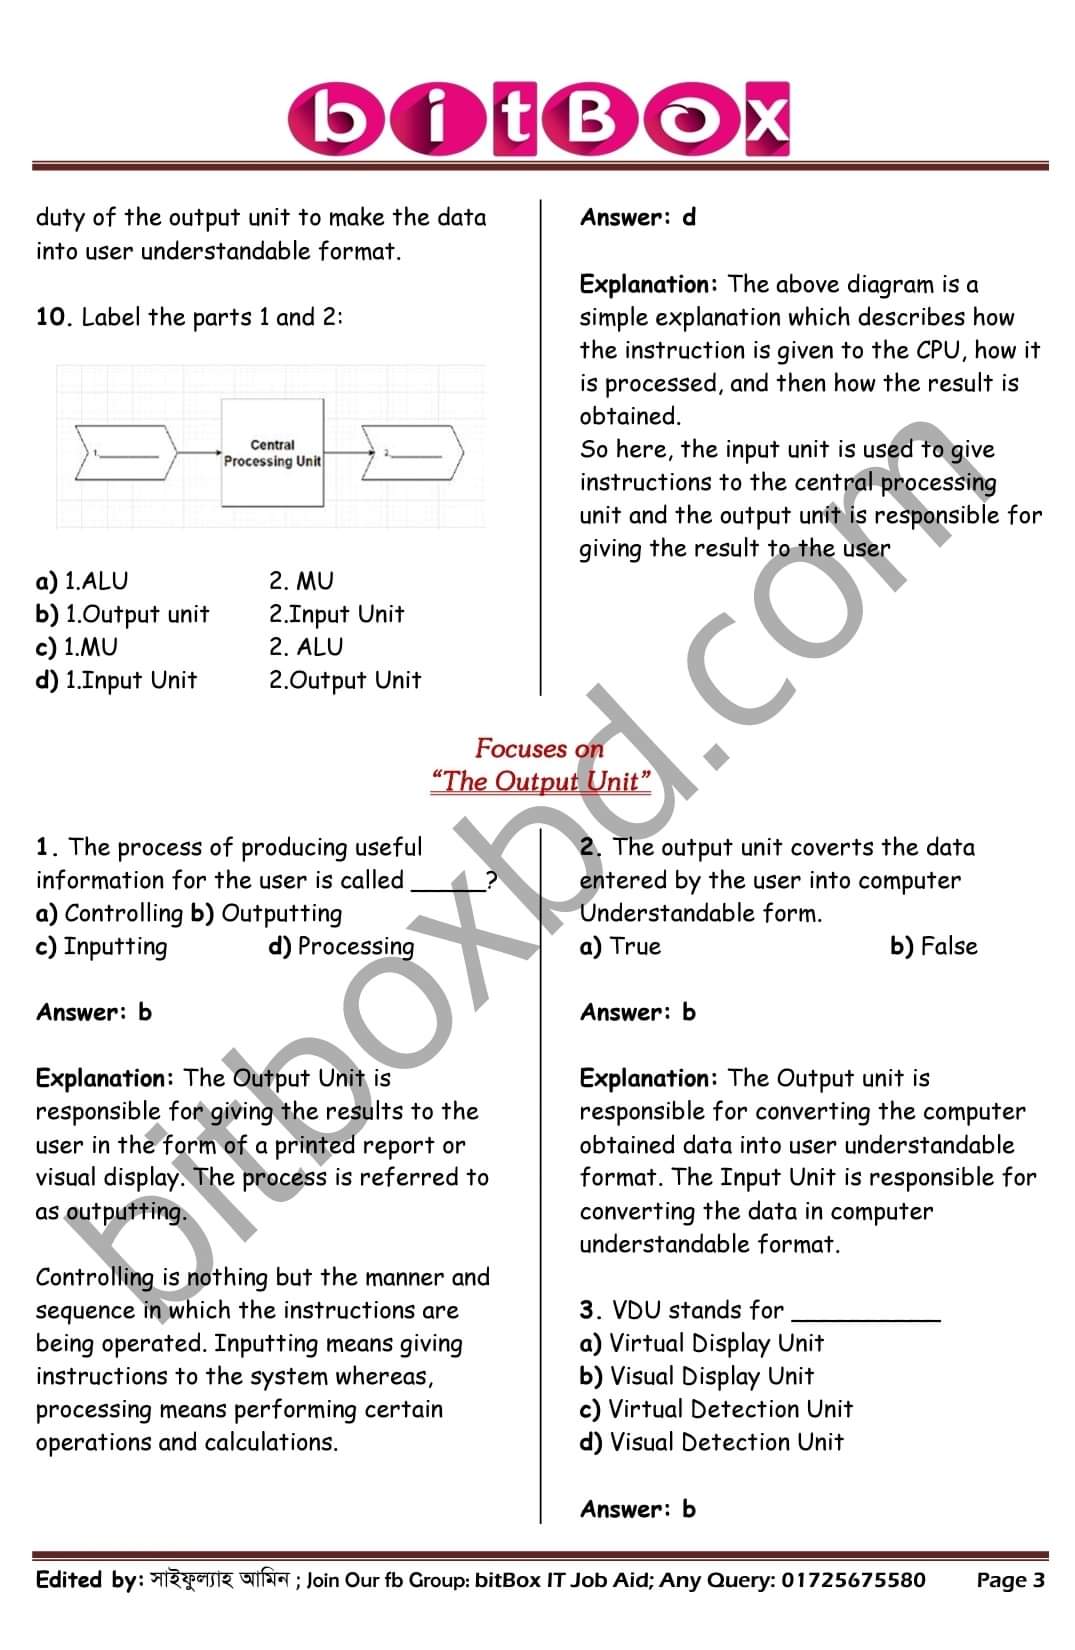 bitBox
duty of the output unit to make the data
into user understandable format.
10. Label the parts 1 and 2:
1.______
Central
Processing Unit
2.______
a) 1.ALU 2. MU
b) 1.Output unit 2.Input Unit
c) 1.MU 2. ALU
d) 1.Input Unit 2.Output Unit
Answer: d
Explanation: The above diagram is a
simple explanation which describes how
the instruction is given to the CPU, how it
is processed, and then how the result is
obtained.
So here, the input unit is used to give
instructions to the central processing
unit and the output unit is responsible for
giving the result to the user
Focuses on
“The Output Unit”
1. The process of producing useful
information for the user is called ______?
a) Controlling b) Outputting
c) Inputting d) Processing
Answer: b
Explanation: The Output Unit is
responsible for giving the results to the
user in the form of a printed report or
visual display. The process is referred to
as outputting.
Controlling is nothing but the manner and
sequence in which the instructions are
being operated. Inputting means giving
instructions to the system whereas,
processing means performing certain
operations and calculations.
2. The output unit coverts the data
entered by the user into computer
Understandable form.
a) True b) False
Answer: b
Explanation: The Output unit is
responsible for converting the computer
obtained data into user understandable
format. The Input Unit is responsible for
converting the data in computer
understandable format.
3. VDU stands for ____________
a) Virtual Display Unit
b) Visual Display Unit
c) Virtual Detection Unit
d) Visual Detection Unit
Answer: b
bitboxbd.com
Edited by: সাইফুল্যাহ আমিন ; Join Our fb Group: bitBox IT Job Aid; Any Query: 01725675580 Page 3